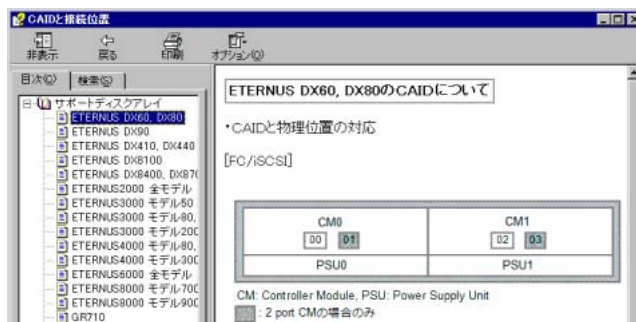 CAIDと接続位置
非表示
戻る
印刷
オプション(O)
目次(C)
検索(S)
サポートディスクアレイ
ETERNUS DX60, DX80
ETERNUS DX90
ETERNUS DX410, DX440
ETERNUS DX8100
ETERNUS DX8400, DX870
ETERNUS2000 全モデル
ETERNUS3000 モデル50
ETERNUS3000 モデル80,
ETERNUS3000 モデル200
ETERNUS4000 モデル80,
ETERNUS4000 モデル300
ETERNUS6000 全モデル
ETERNUS8000 モデル700
ETERNUS8000 モデル900
GR710
ETERNUS DX60, DX80のCAIDについて
・CAIDと物理位置の対応
[FC/iSCSI]
CM0
CM1
00 01
02 03
PSU0
PSU1
CM: Controller Module, PSU: Power Supply Unit
: 2 port CMの場合のみ